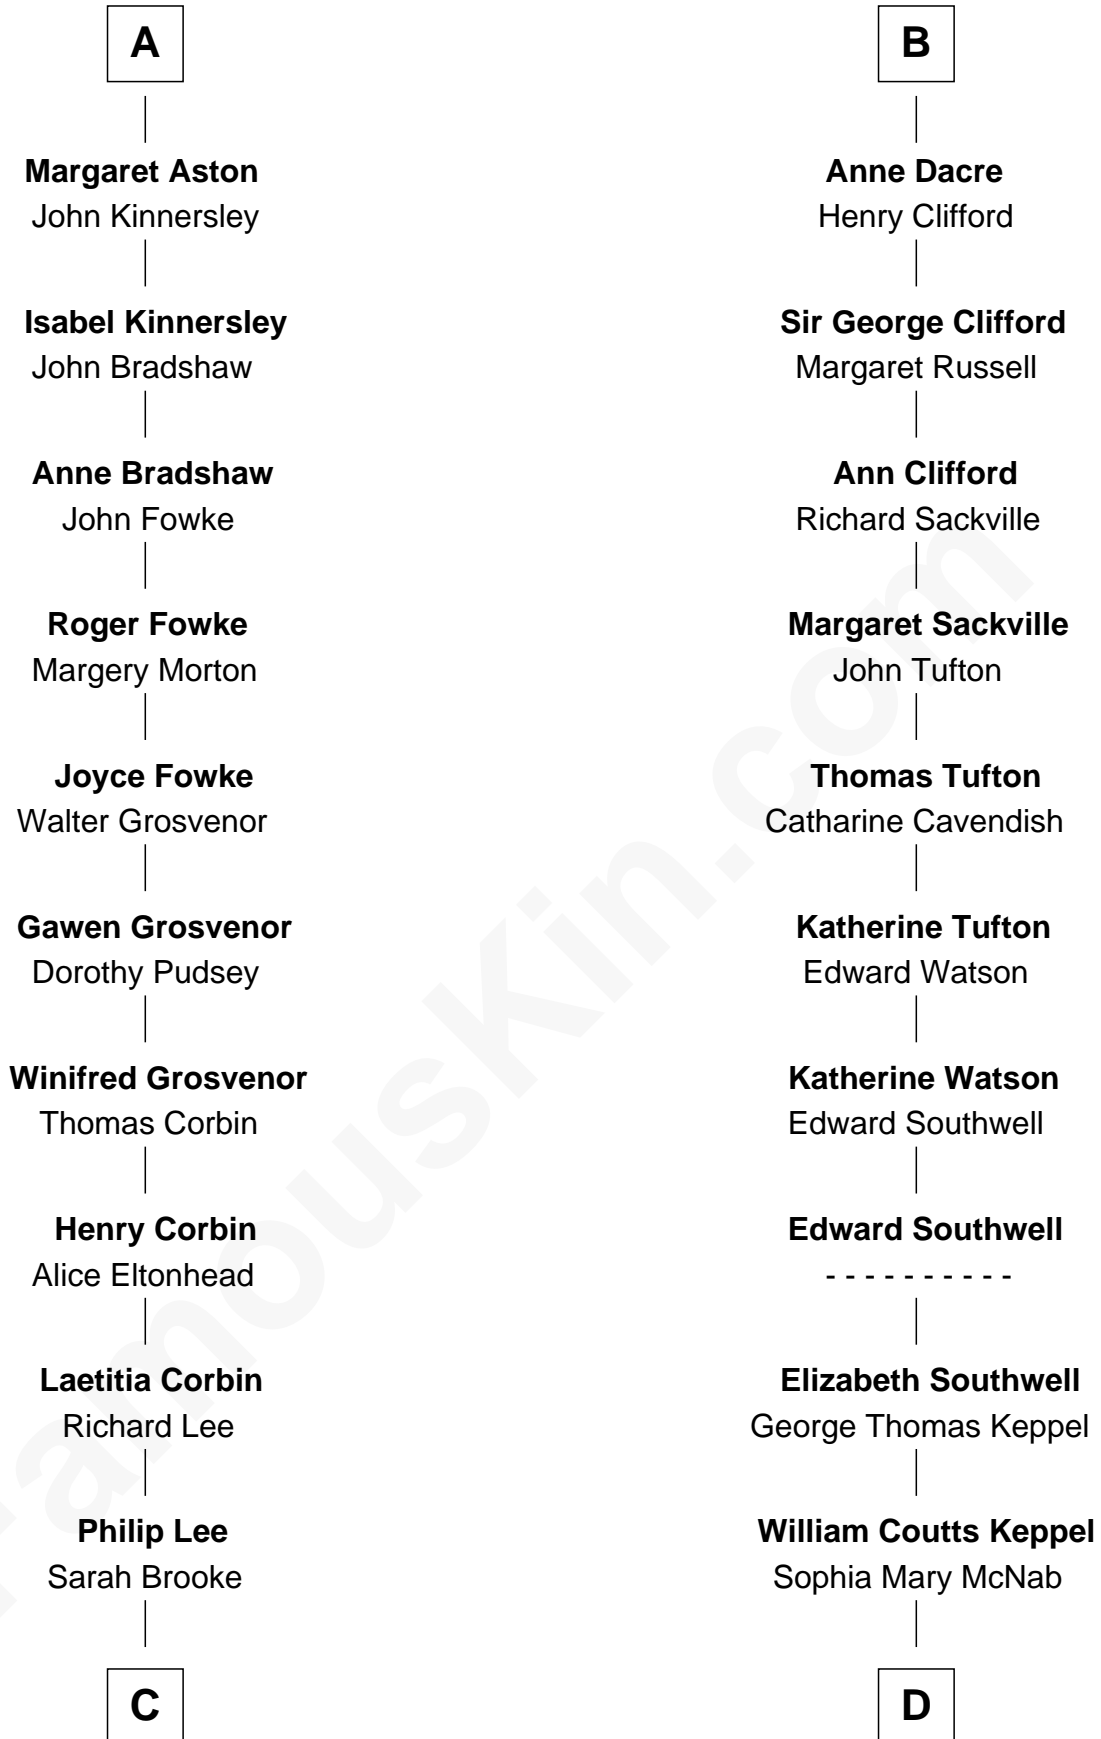 A
Margaret Aston
John Kinnersley
Isabel Kinnersley
John Bradshaw
Anne Bradshaw
John Fowke
Roger Fowke
Margery Morton
Joyce Fowke
Walter Grosvenor
Gawen Grosvenor
Dorothy Pudsey
Winifred Grosvenor
Thomas Corbin
Henry Corbin
Alice Eltonhead
Laetitia Corbin
Richard Lee
Philip Lee
Sarah Brooke
C
B
Anne Dacre
Henry Clifford
Sir George Clifford
Margaret Russell
Ann Clifford
Richard Sackville
Margaret Sackville
John Tufton
Thomas Tufton
Catharine Cavendish
Katherine Tufton
Edward Watson
Katherine Watson
Edward Southwell
Edward Southwell
- - - - - - - - - -
Elizabeth Southwell
George Thomas Keppel
William Coutts Keppel
Sophia Mary McNab
D
FamousKin.com